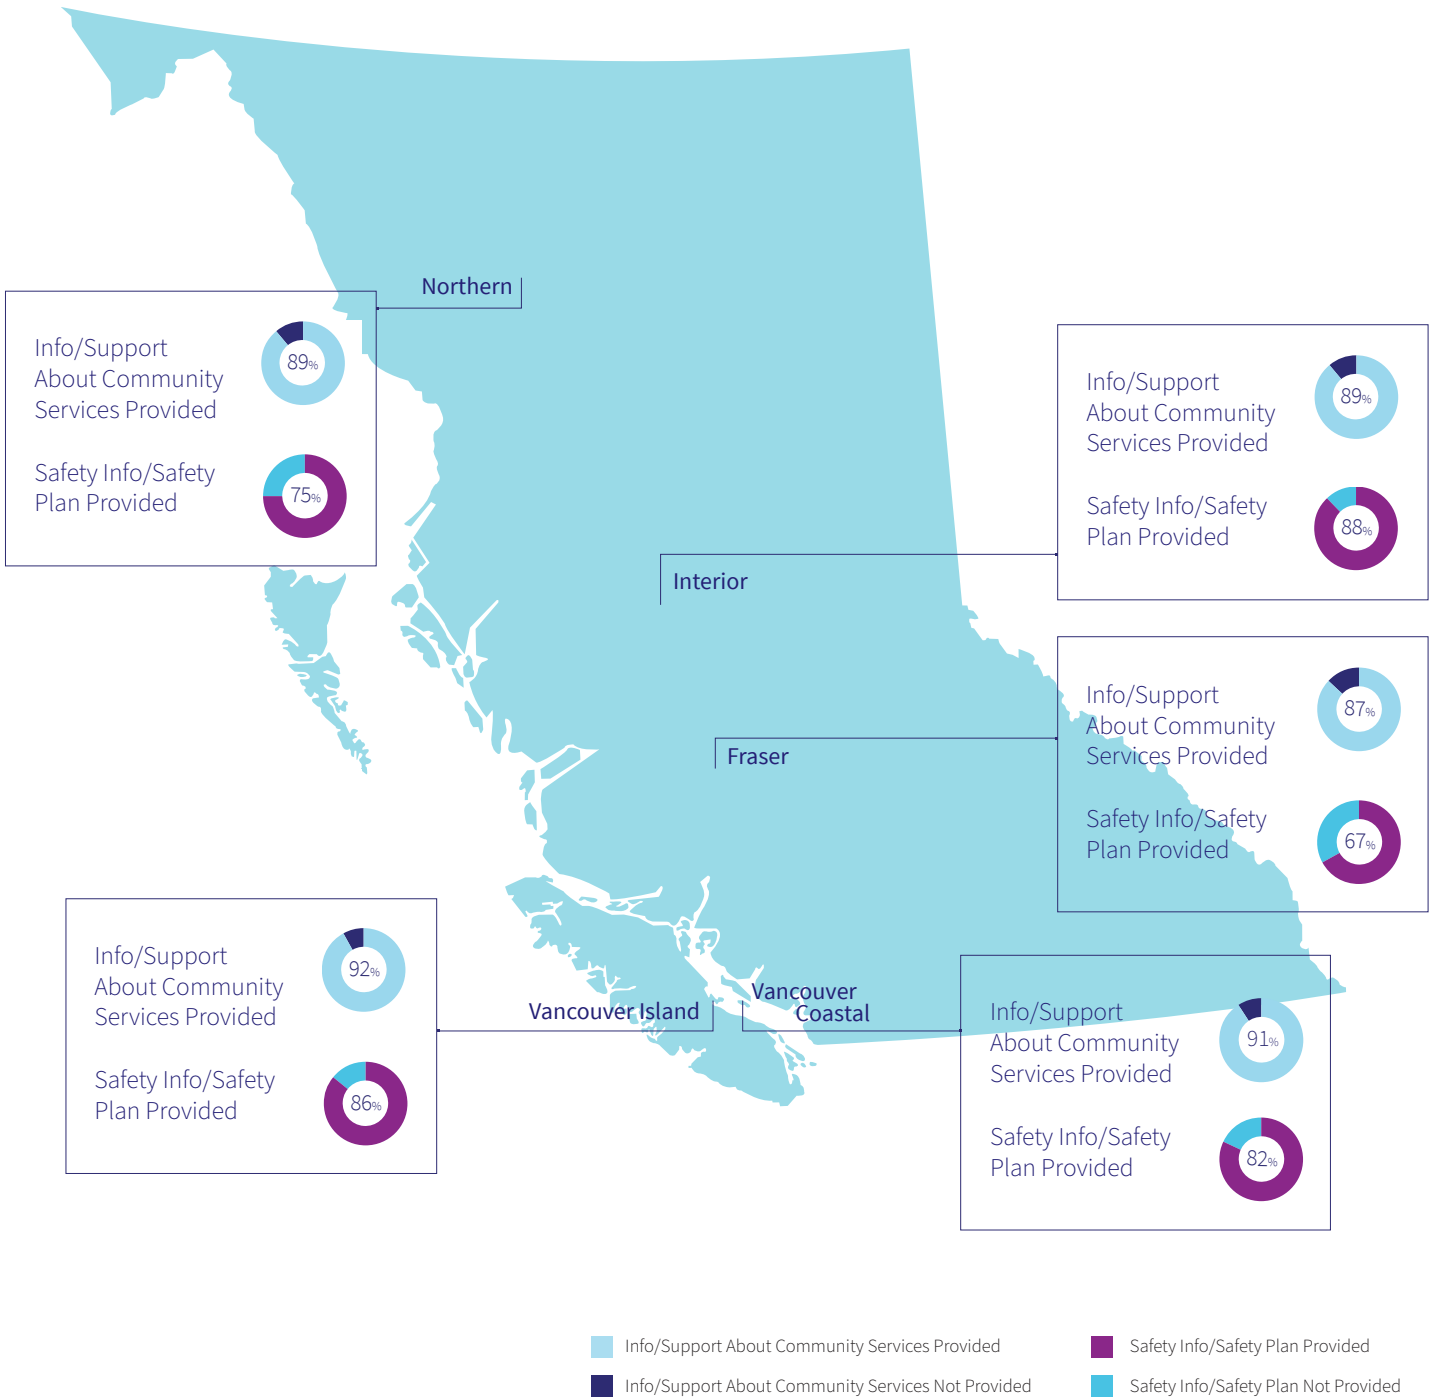 Northern
Info/Support
About Community
Services Provided
89%
Safety Info/Safety
Plan Provided
75%
Interior
Info/Support
About Community
Services Provided
89%
Safety Info/Safety
Plan Provided
88%
Fraser
Info/Support
About Community
Services Provided
87%
Safety Info/Safety
Plan Provided
67%
Vancouver Island
Info/Support
About Community
Services Provided
92%
Safety Info/Safety
Plan Provided
86%
Vancouver
Coastal
Info/Support
About Community
Services Provided
91%
Safety Info/Safety
Plan Provided
82%
Info/Support About Community Services Provided
Info/Support About Community Services Not Provided
Safety Info/Safety Plan Provided
Safety Info/Safety Plan Not Provided